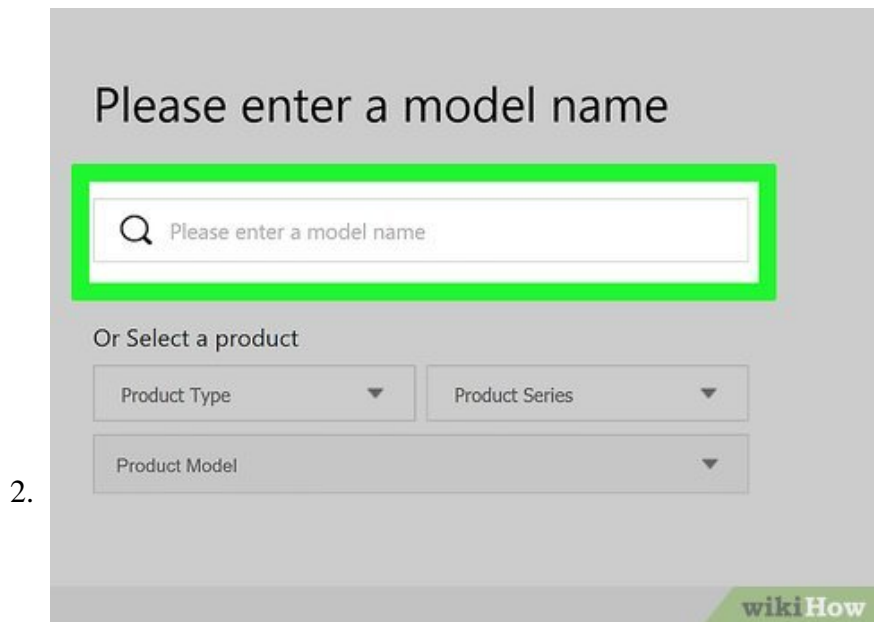 Please enter a model name
Please enter a model name
Or Select a product
Product Type
Product Series
Product Model
2.
wikiHow